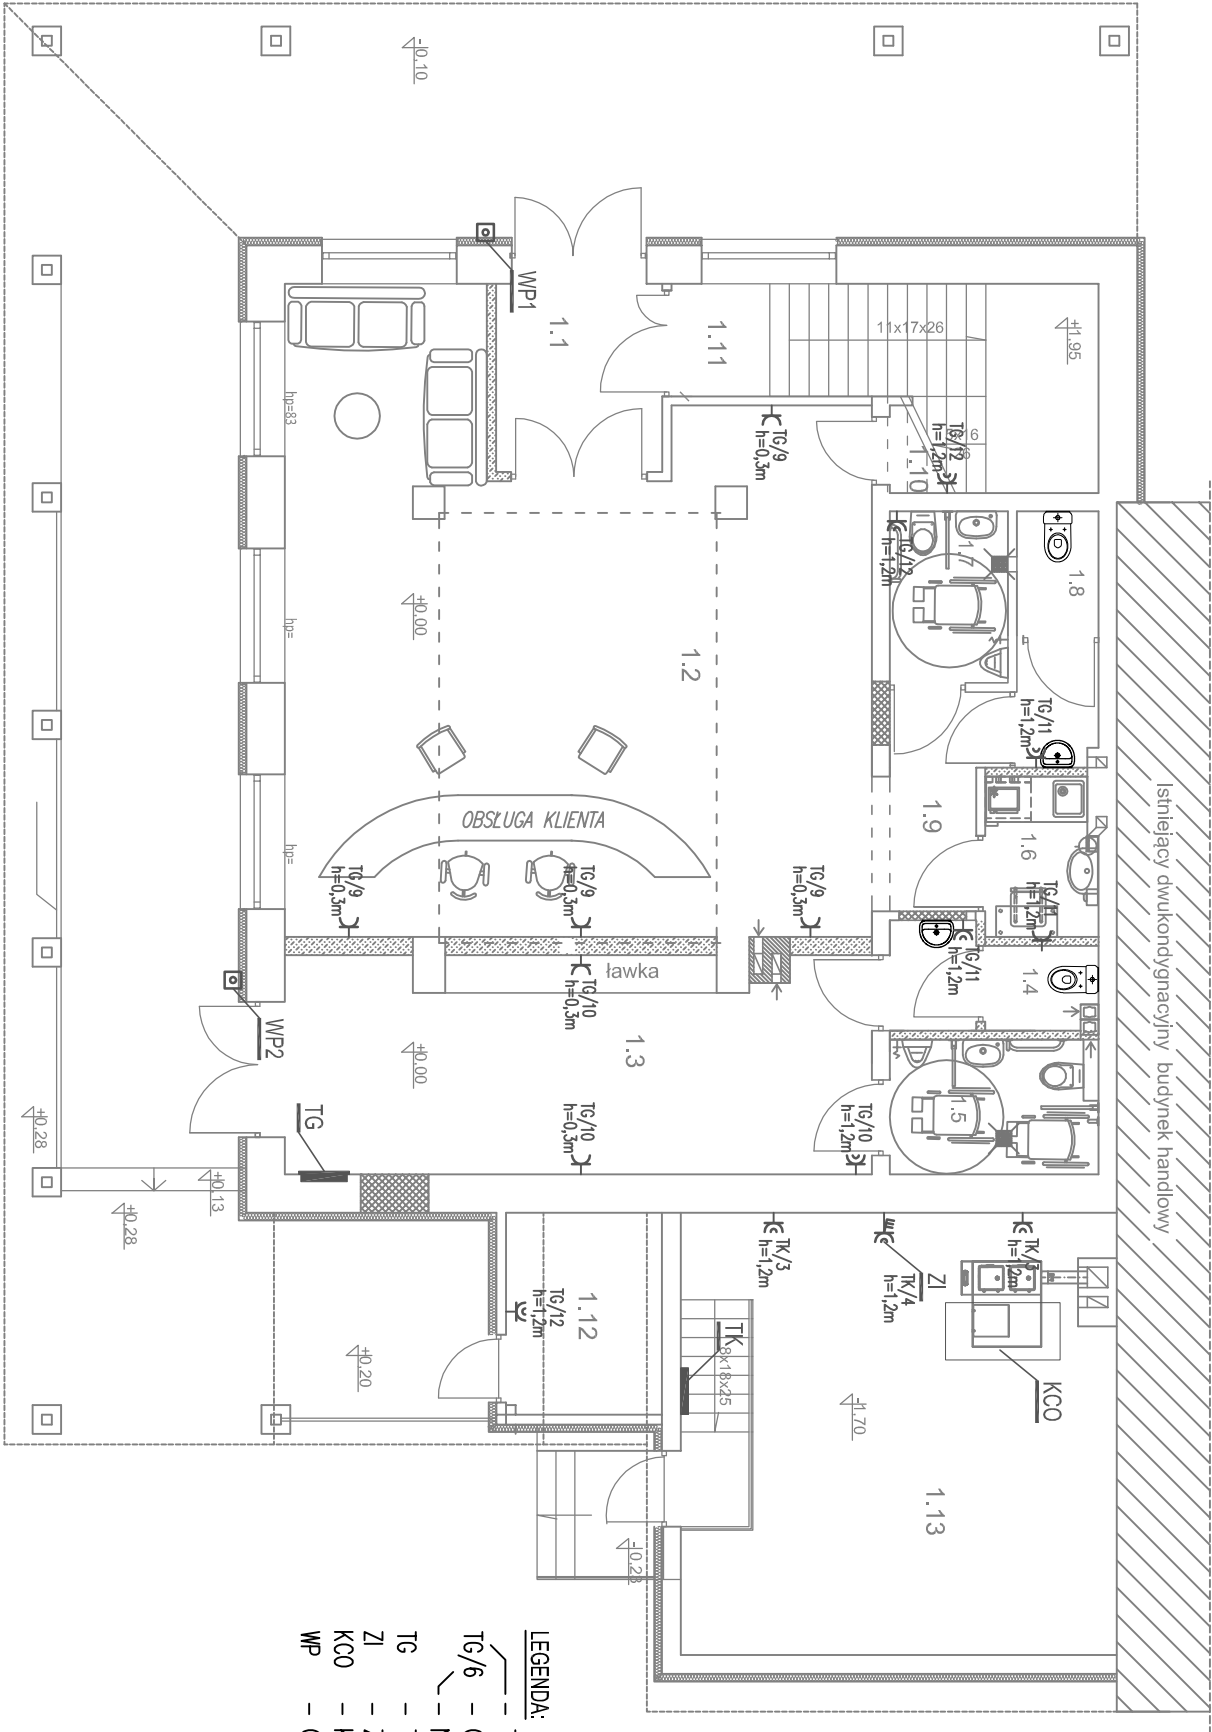 -0,10
WP1
1.1
1.11
11x17x26
+1,95
hp=83
TG/9
h=0,3m
TG/12
h=1,2m
1.10
TG/12
h=1,2m
1.7
1.8
+0,00
hp=
1.2
TG/11
h=1,2m
OBSŁUGA KLIENTA
1.9
1.6
Istniejący dwukondygnacyjny budynek handlowy
hp=
TG/9
h=0,3m
TG/9
h=0,3m
TG/9
h=0,3m
TG/11
h=1,2m
TG/11
h=1,2m
ławka
TG/10
h=0,3m
1.4
WP2
+0,00
1.3
TG
TG/10
h=0,3m
TG/10
h=1,2m
1.5
+0,28
+0,13
+0,28
TK/3
h=1,2m
ZI
TK/4
h=1,2m
TK/3
h=1,2m
TG/12
h=1,2m
1.12
+0,20
TK
8x18x25
KCO
-1,70
1.13
LEGENDA:
TG/6 -
TG -
ZI -
KCO -
WP -